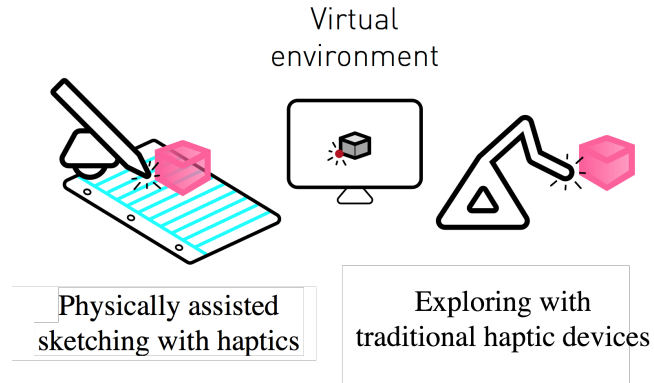 Virtual
environment
Physically assisted
sketching with haptics
Exploring with
traditional haptic devices